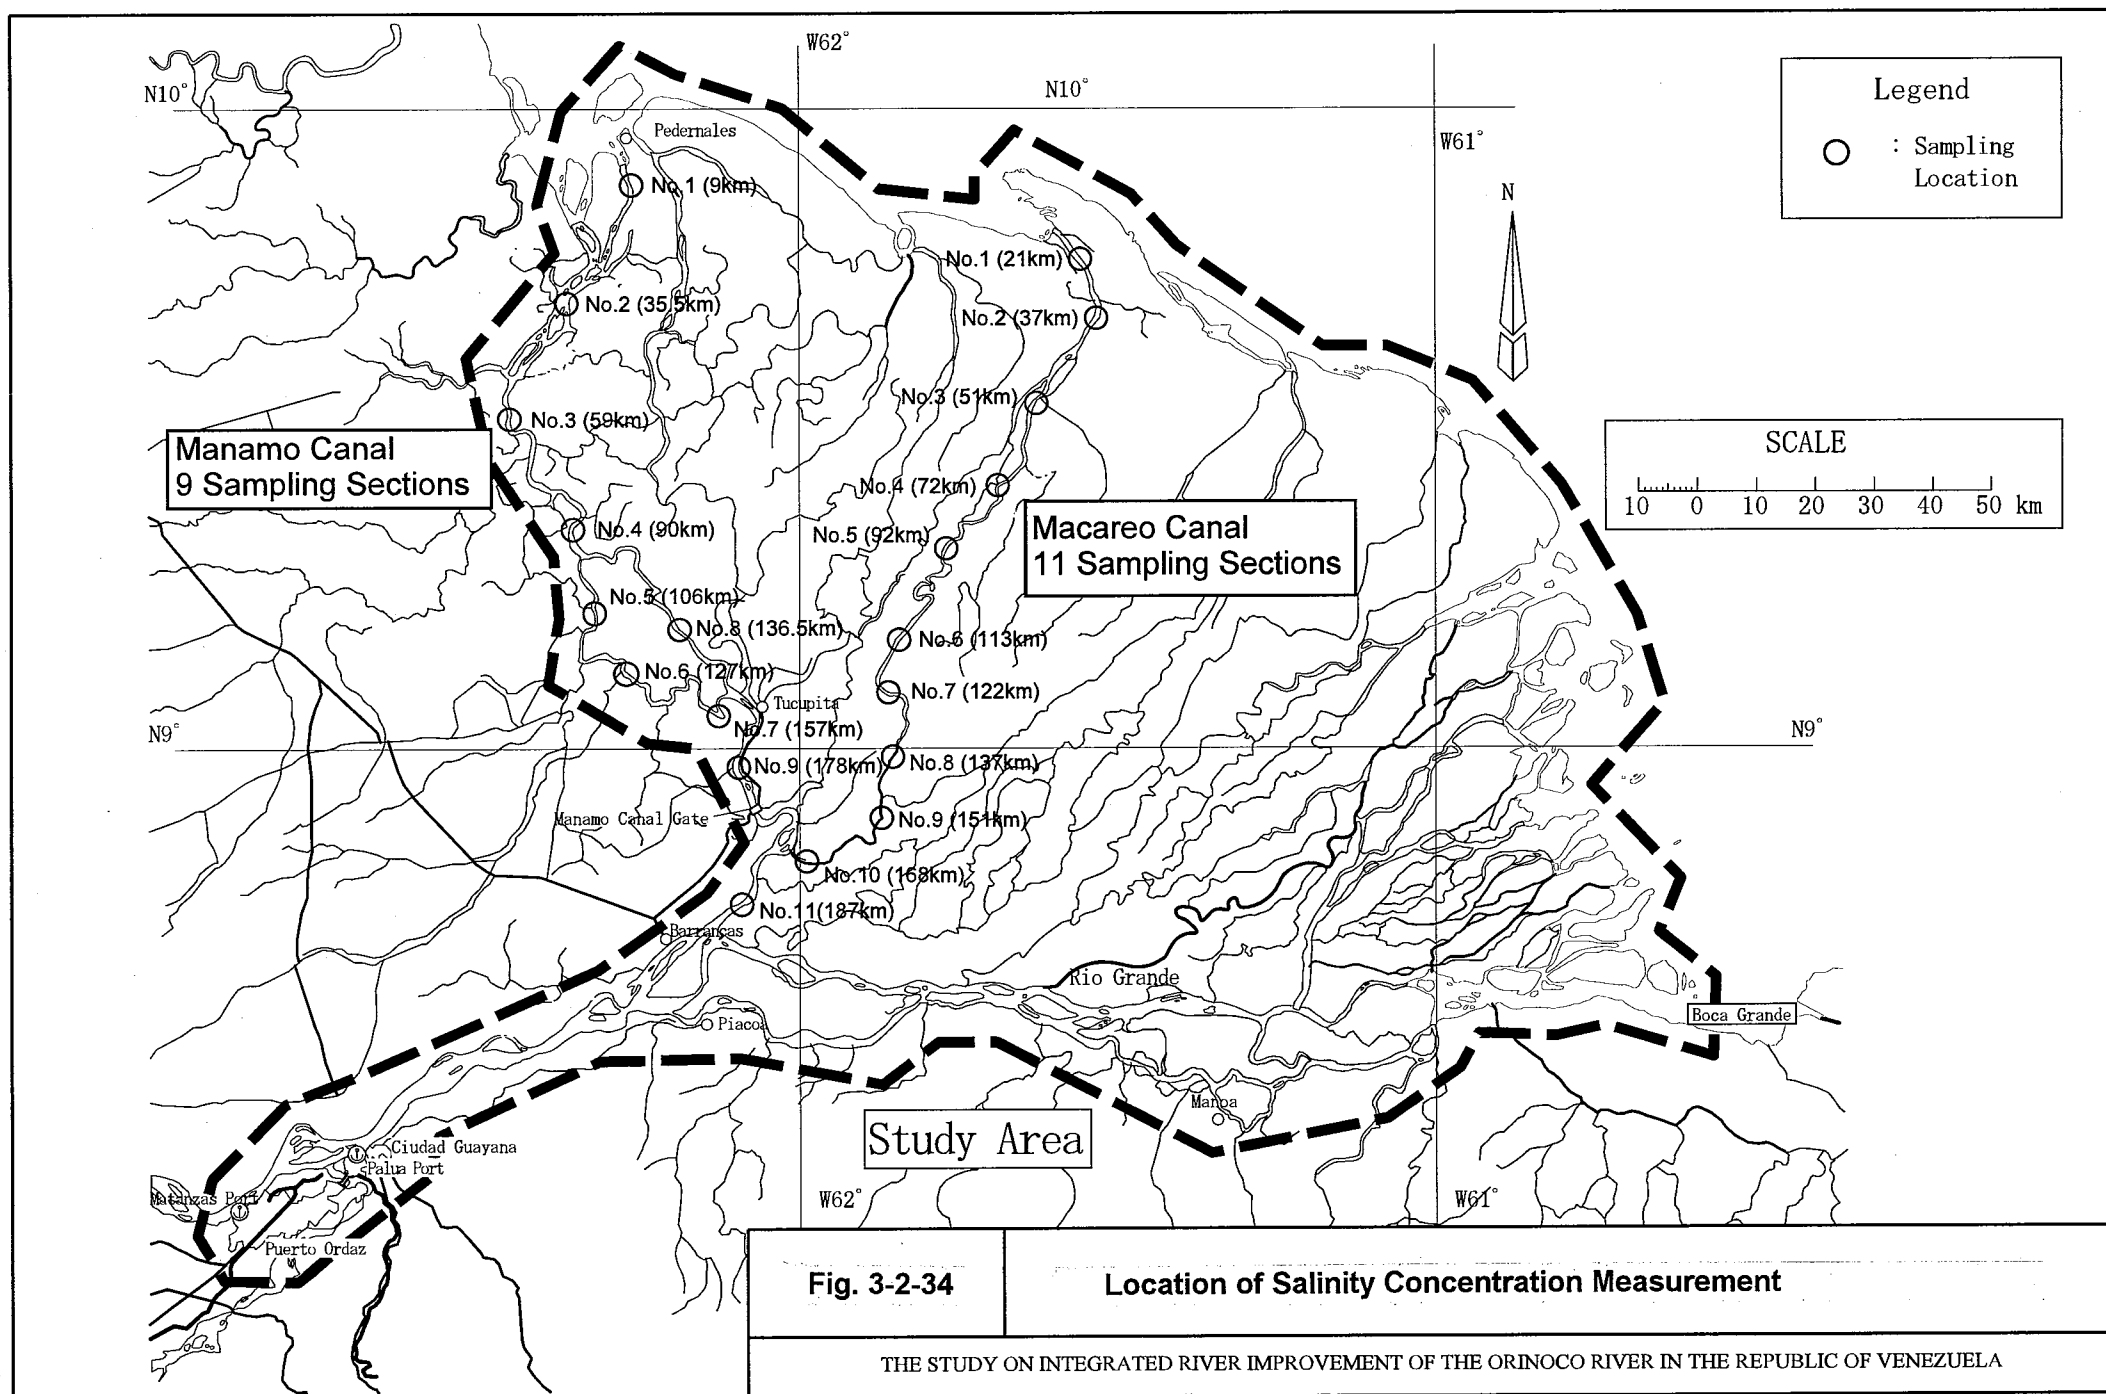 W62°
N10°
N10°
Legend
: Sampling
Location
Pedernales
W61°
No.1 (9km)
N
No.1 (21km)
No.2 (35.5km)
No.2 (37km)
No.3 (51km)
No.3 (59km)
Manamo Canal
9 Sampling Sections
SCALE
10 0 10 20 30 40 50 km
No.4 (72km)
Macareo Canal
11 Sampling Sections
No.4 (90km)
No.5 (92km)
No.5 (106km)
No.8 (136.5km)
No.6 (113km)
No.6 (127km)
No.7 (122km)
Tucupita
No.7 (157km)
N9°
N9°
No.9 (178km)
No.8 (137km)
Manamo Canal Gate
No.9 (151km)
No.10 (168km)
No.11(187km)
Barrancas
Rio Grande
Piacoa
Boca Grande
Manoa
Study Area
Ciudad Guayana
Palua Port
Matanzas Port
W62°
W61°
Puerto Ordaz
Fig. 3-2-34
Location of Salinity Concentration Measurement
THE STUDY ON INTEGRATED RIVER IMPROVEMENT OF THE ORINOCO RIVER IN THE REPUBLIC OF VENEZUELA